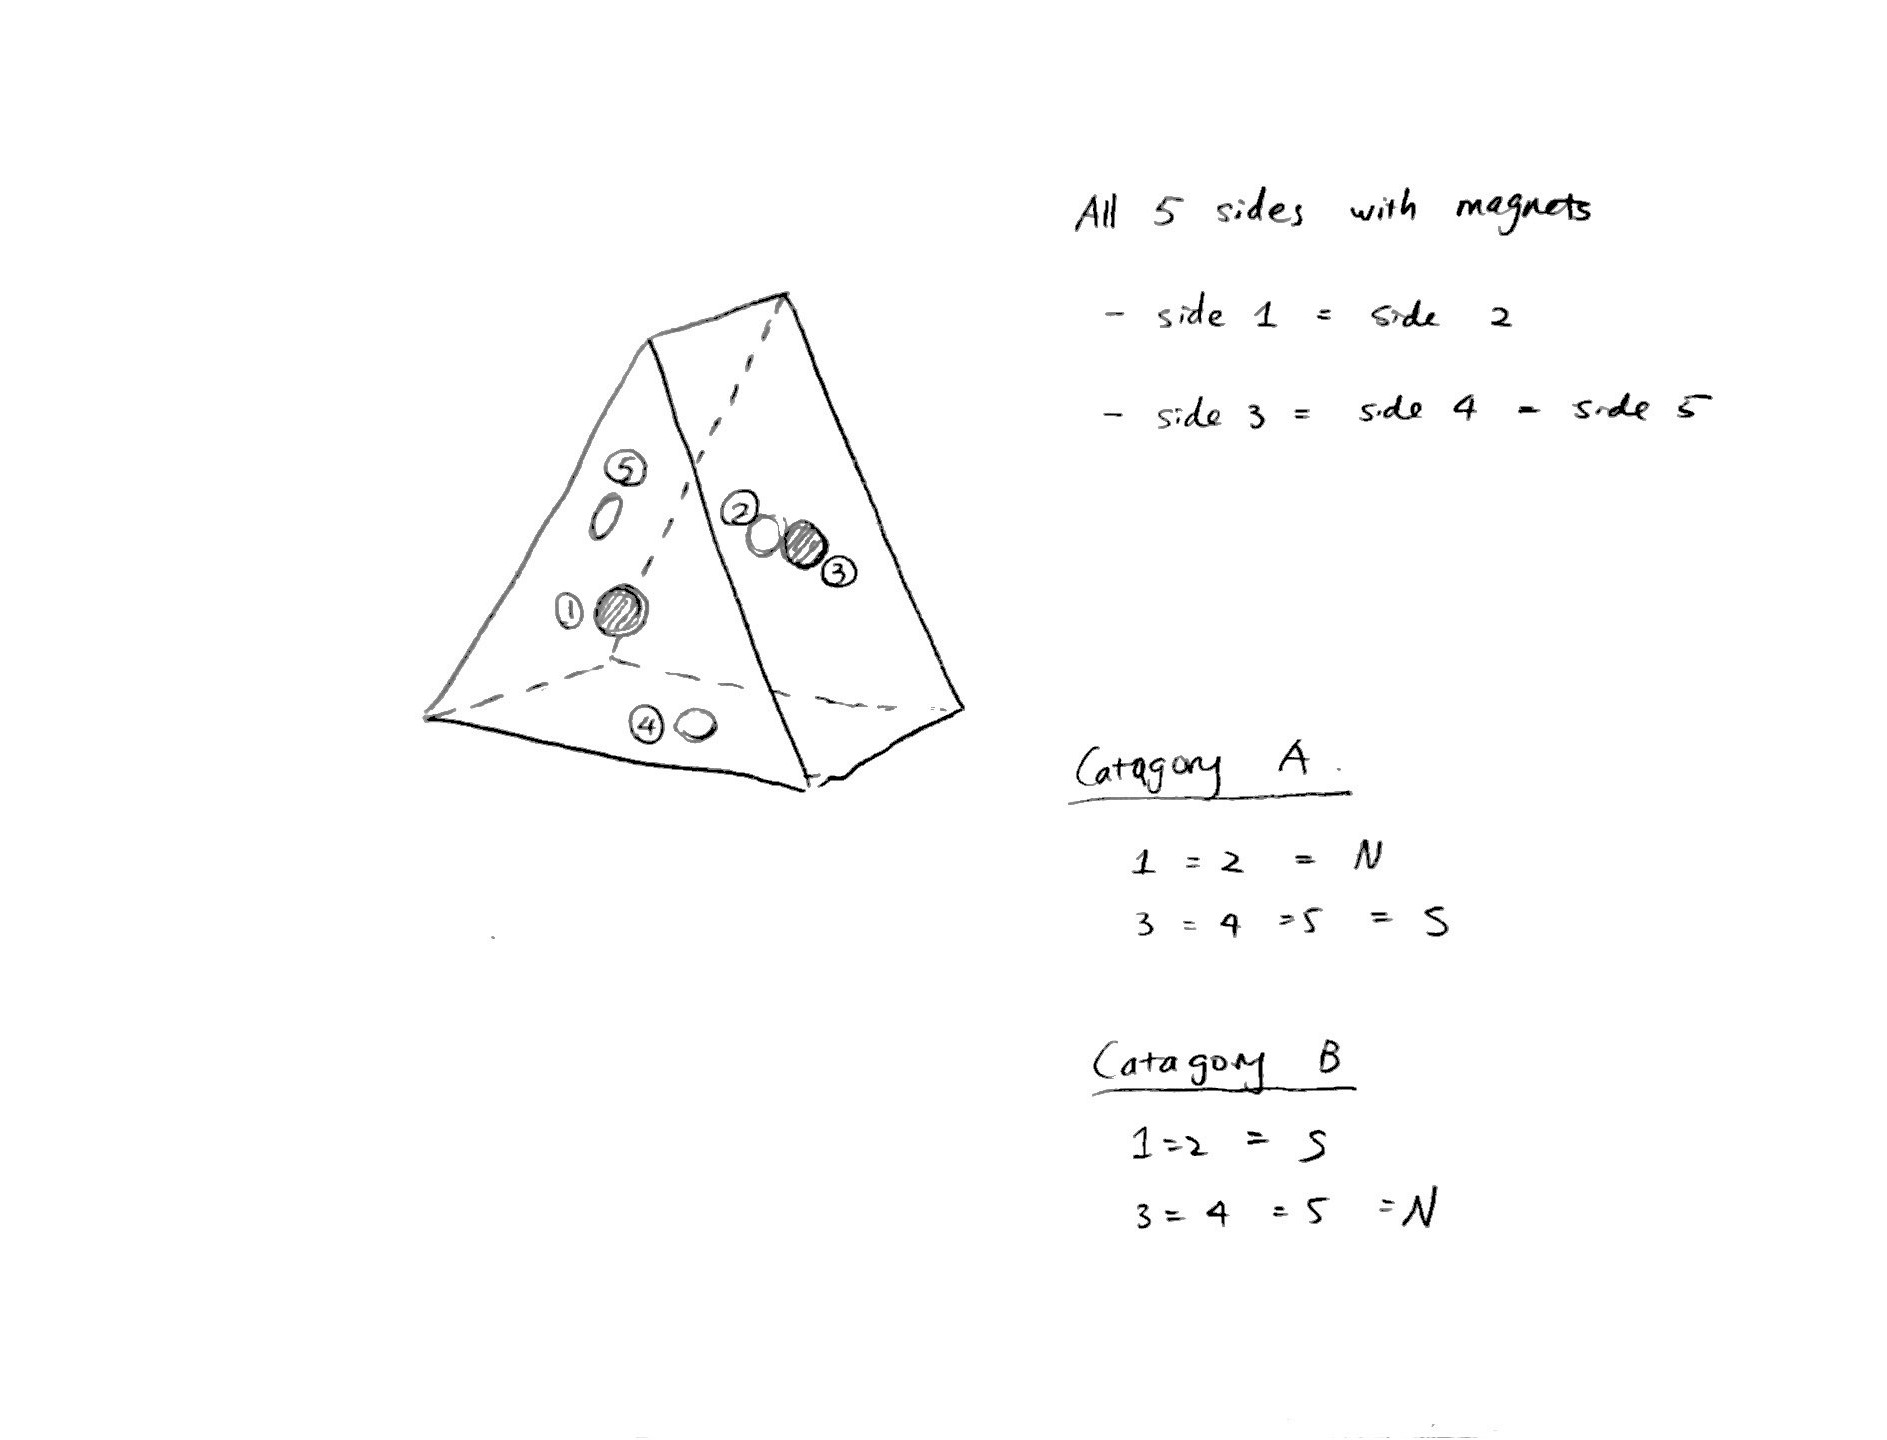 All 5 sides with magnets
- side 1 = side 2
- side 3 = side 4 = side 5
5
2
3
1
4
Catagory A
1 = 2 = N
3 = 4 = 5 = S
Catagory B
1 = 2 = S
3 = 4 = 5 = N